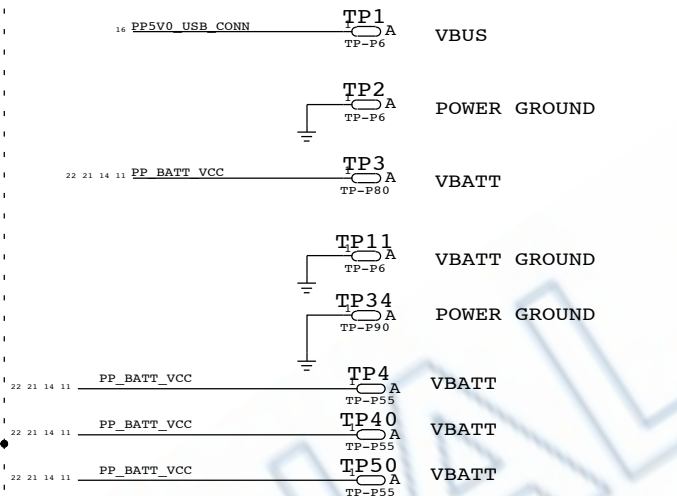 TP1
16 PP5V0_USB_CONN 1 A VBUS
TP-P6
TP2
1 A POWER GROUND
TP-P6
TP3
22 21 14 11 PP_BATT_VCC 1 A VBATT
TP-P80
TP11
1 A VBATT GROUND
TP-P6
TP34
1 A POWER GROUND
TP-P90
TP4
22 21 14 11 PP_BATT_VCC 1 A VBATT
TP-P55
TP40
22 21 14 11 PP_BATT_VCC 1 A VBATT
TP-P55
TP50
22 21 14 11 PP_BATT_VCC 1 A VBATT
TP-P55